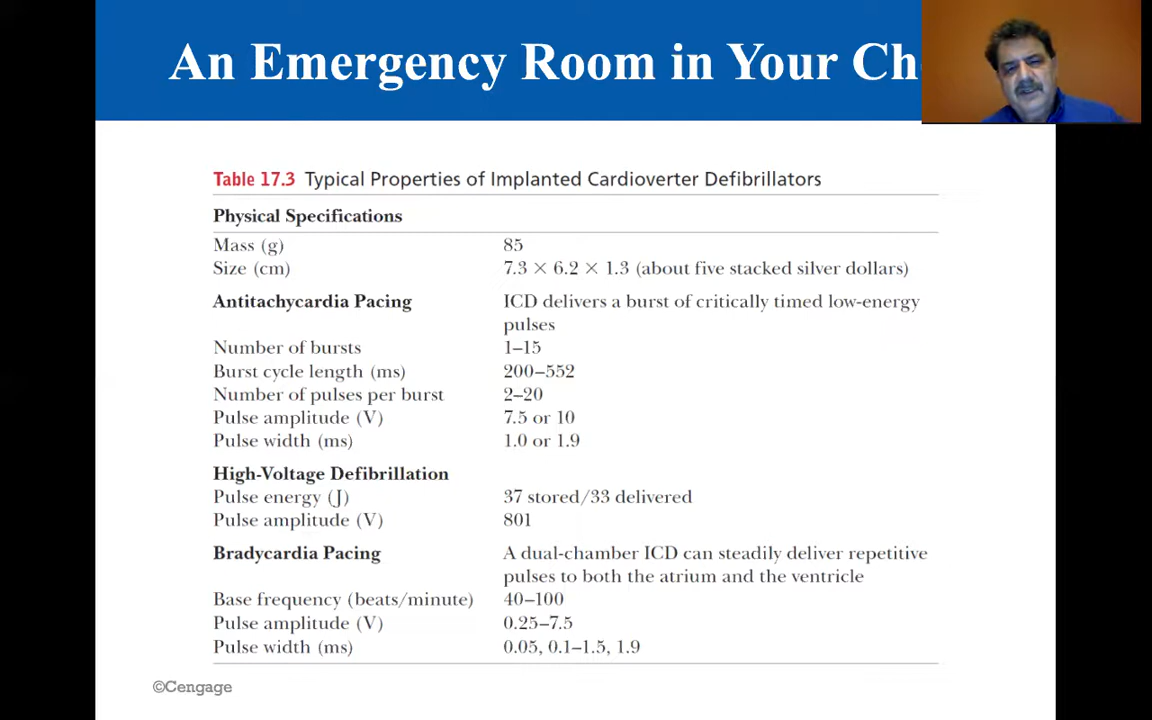 An Emergency Room in Your Ch
Table 17.3 Typical Properties of Implanted Cardioverter Defibrillators
Physical Specifications
Mass (g) 85
Size (cm) 7.3 × 6.2 × 1.3 (about five stacked silver dollars)
Antitachycardia Pacing ICD delivers a burst of critically timed low-energy
pulses
Number of bursts 1–15
Burst cycle length (ms) 200–552
Number of pulses per burst 2–20
Pulse amplitude (V) 7.5 or 10
Pulse width (ms) 1.0 or 1.9
High-Voltage Defibrillation
Pulse energy (J) 37 stored/33 delivered
Pulse amplitude (V) 801
Bradycardia Pacing A dual-chamber ICD can steadily deliver repetitive
pulses to both the atrium and the ventricle
Base frequency (beats/minute) 40–100
Pulse amplitude (V) 0.25–7.5
Pulse width (ms) 0.05, 0.1–1.5, 1.9
©Cengage